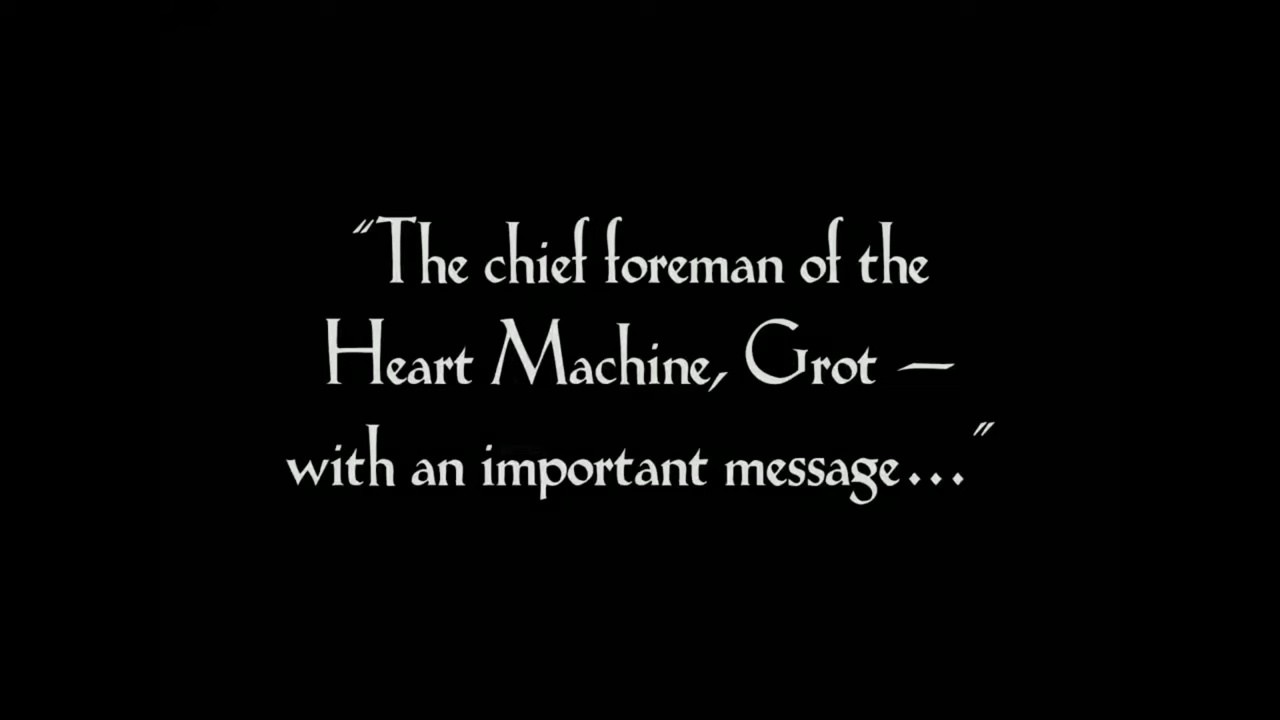 "The chief foreman of the
Heart Machine, Grot —
with an important message..."